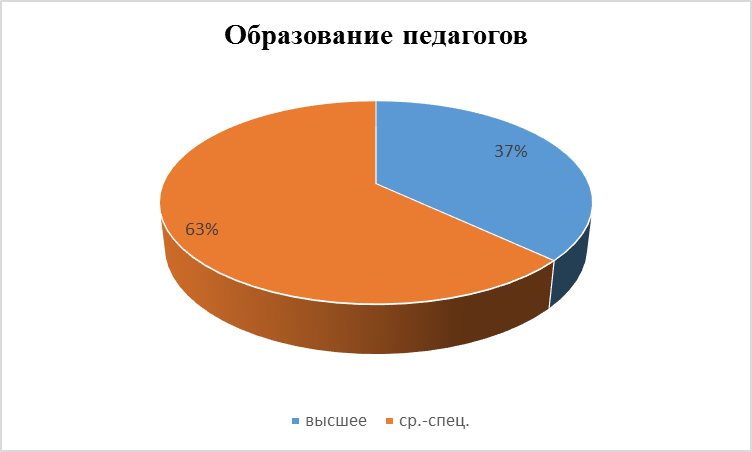 Образование педагогов
37%
63%
высшее
ср.-спец.